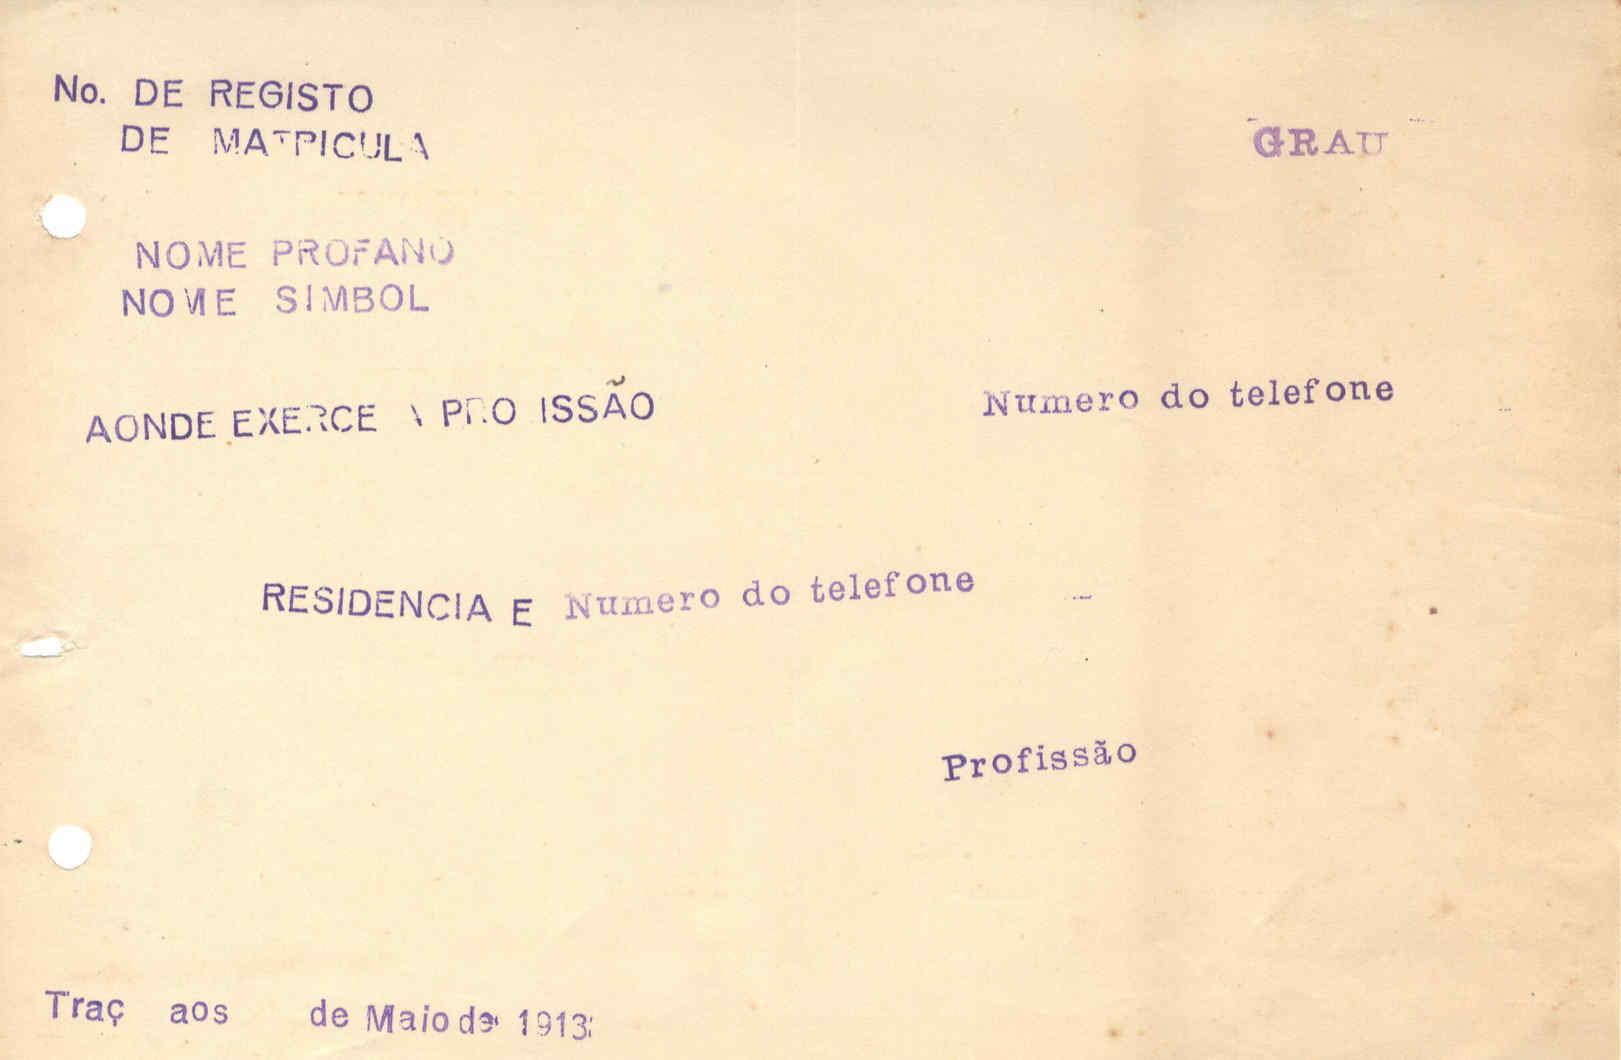 No. DE REGISTO
DE MATRICULA
GRAU
NOME PROFANO
NOME SIMBOL
AONDE EXERCE A PROFISSÃO
Numero do telefone
RESIDENCIA E Numero do telefone
Profissão
Traç aos de Maio de 1913